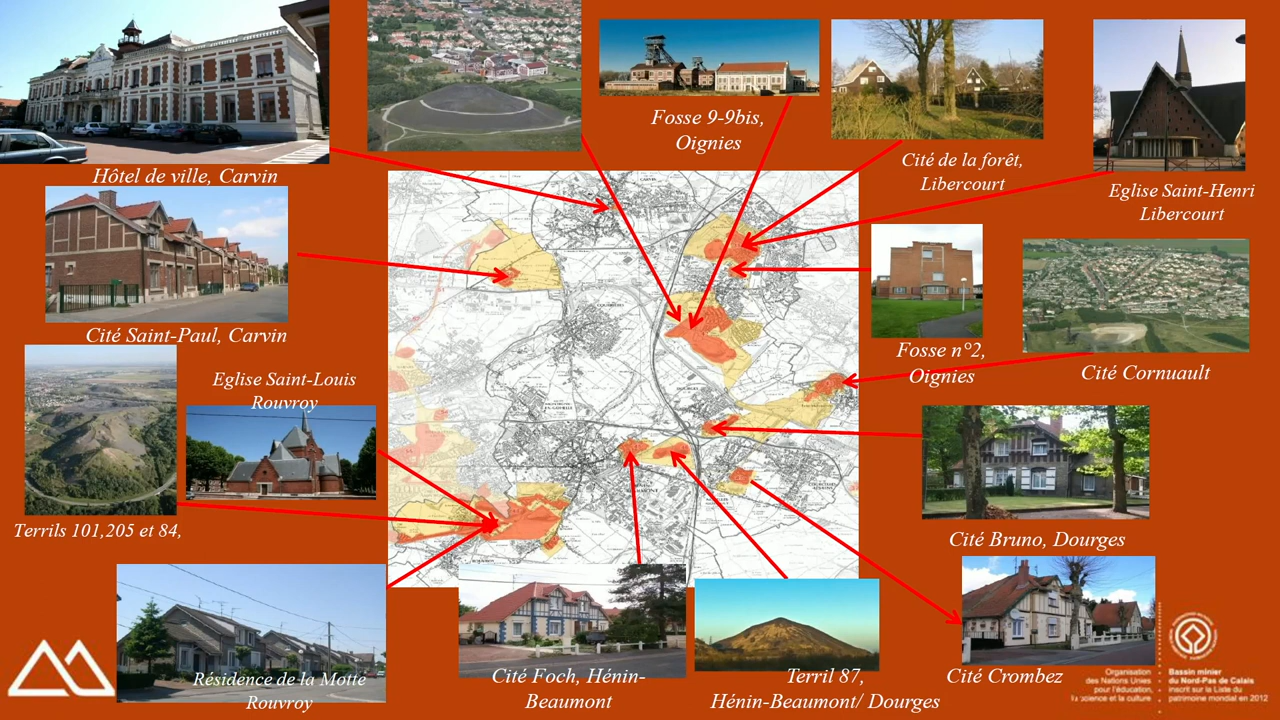 Hôtel de ville, Carvin
Fosse 9-9bis,
Oignies
Cité de la forêt,
Libercourt
Eglise Saint-Henri
Libercourt
Cité Saint-Paul, Carvin
Fosse n°2,
Oignies
Cité Cornuault
Eglise Saint-Louis
Rouvroy
Terrils 101,205 et 84,
Cité Bruno, Dourges
Résidence de la Motte
Rouvroy
Cité Foch, Hénin-
Beaumont
Terril 87,
Hénin-Beaumont/ Dourges
Cité Crombez
Organisation
des Nations Unies
pour l'éducation,
la science et la culture
Bassin minier
du Nord-Pas de Calais
inscrit sur la Liste du
patrimoine mondial en 2012